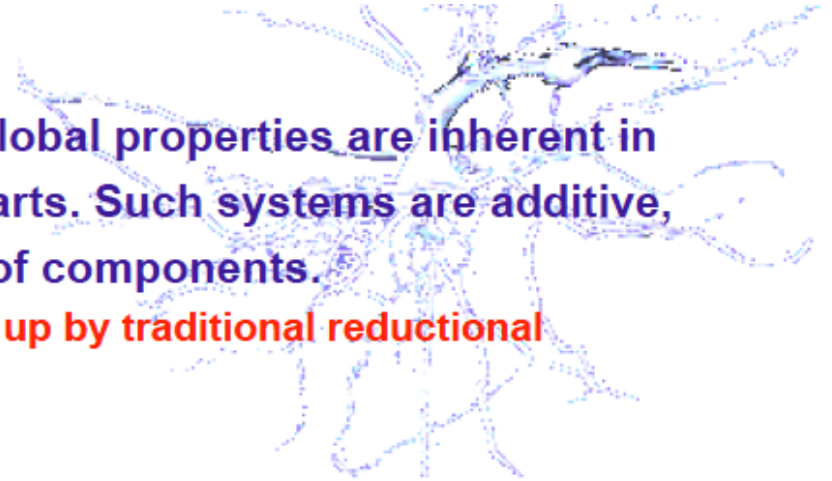 lobal properties are inherent in
arts. Such systems are additive,
of components.
up by traditional reductional